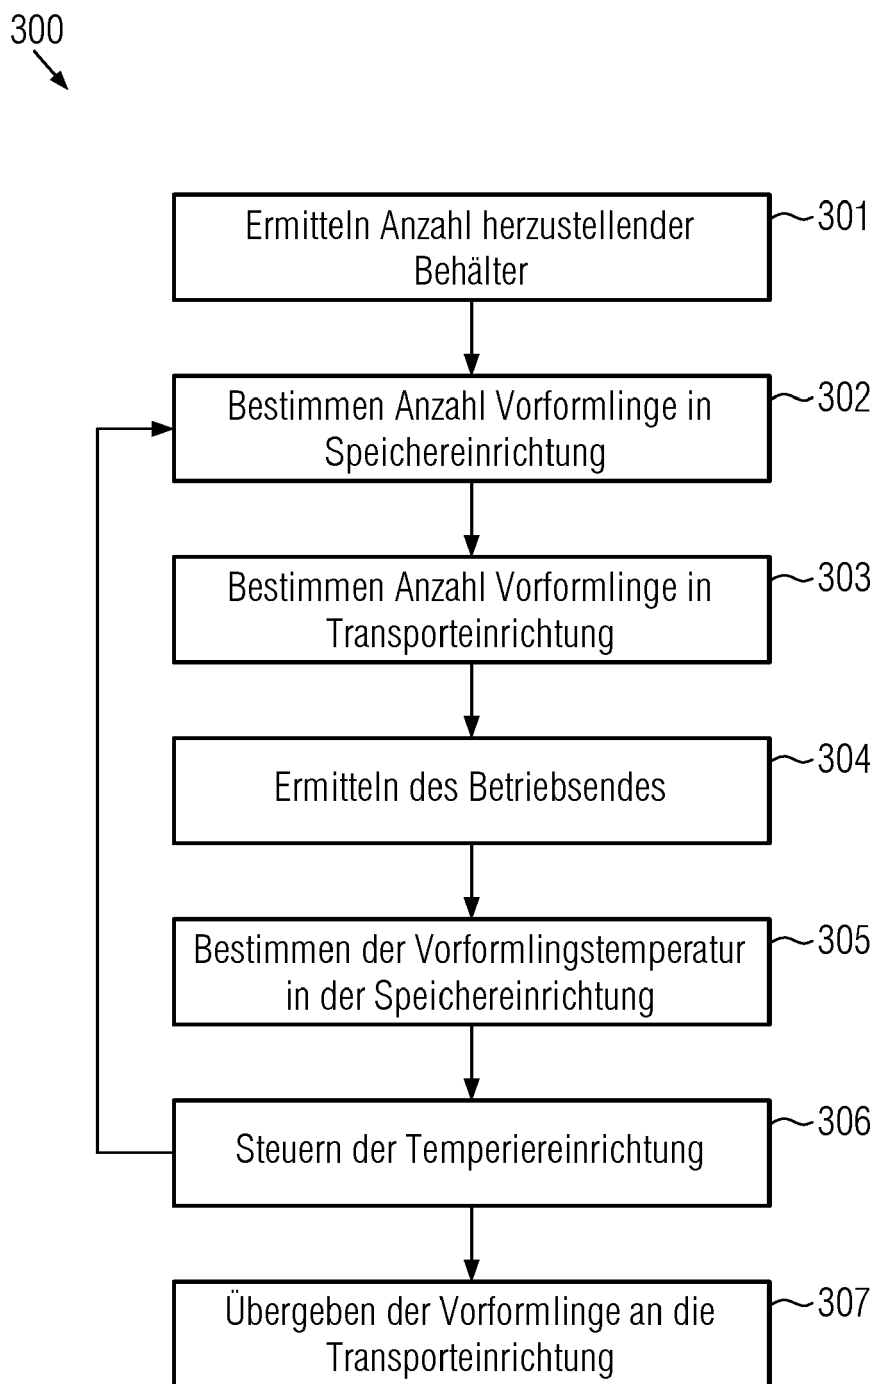 300
Ermitteln Anzahl herzustellender
Behälter
301
Bestimmen Anzahl Vorformlinge in
Speichereinrichtung
302
Bestimmen Anzahl Vorformlinge in
Transporteinrichtung
303
Ermitteln des Betriebsendes
304
Bestimmen der Vorformlingstemperatur
in der Speichereinrichtung
305
Steuern der Temperiereinrichtung
306
Übergeben der Vorformlinge an die
Transporteinrichtung
307